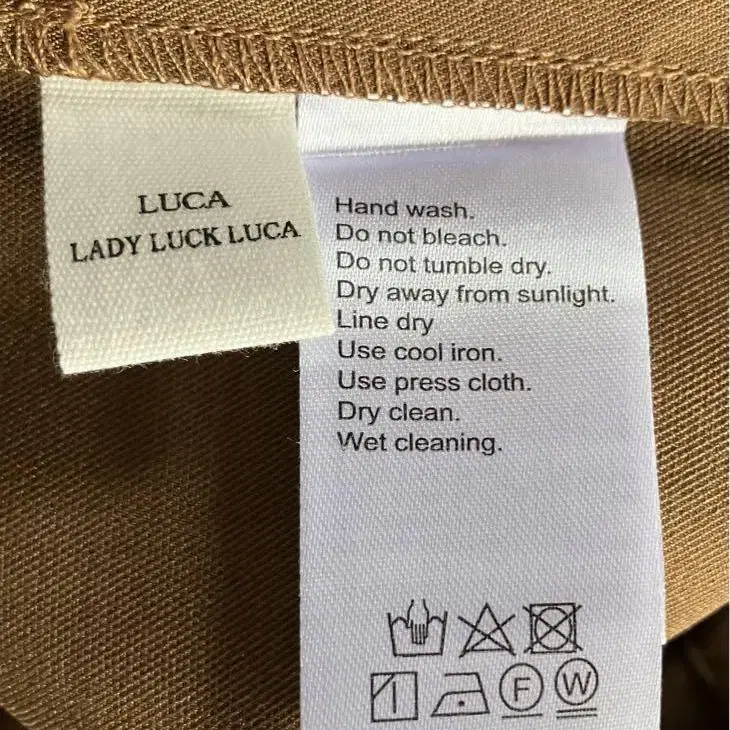 LUCA
LADY LUCK LUCA
Hand wash.
Do not bleach.
Do not tumble dry.
Dry away from sunlight.
Line dry
Use cool iron.
Use press cloth.
Dry clean.
Wet cleaning.
F W